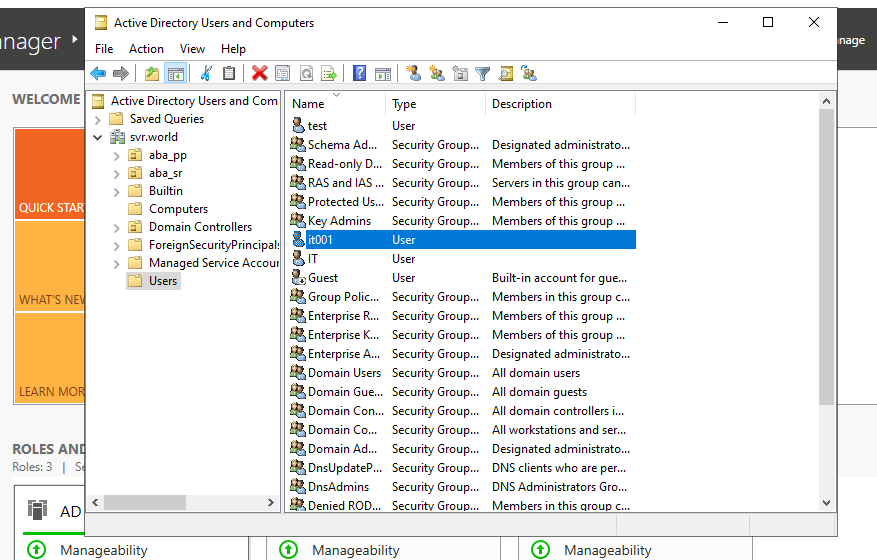 Active Directory Users and Computers
anager
nage
File Action View Help
WELCOME
QUICK STAR
WHAT'S NEW
LEARN MOR
ROLES AND
Roles: 3 | Se
AD
Active Directory Users and Com
Saved Queries
svr.world
aba_pp
aba_sr
Builtin
Computers
Domain Controllers
ForeignSecurityPrincipals
Managed Service Accour
Users
Name Type Description
test User
Schema Ad... Security Group... Designated administrato...
Read-only D... Security Group... Members of this group ...
RAS and IAS ... Security Group... Servers in this group can...
Protected Us... Security Group... Members of this group ...
Key Admins Security Group... Members of this group ...
it001 User
IT User
Guest User Built-in account for gue...
Group Polic... Security Group... Members in this group c...
Enterprise R... Security Group... Members of this group ...
Enterprise K... Security Group... Members of this group ...
Enterprise A... Security Group... Designated administrato...
Domain Users Security Group... All domain users
Domain Gue... Security Group... All domain guests
Domain Con... Security Group... All domain controllers i...
Domain Co... Security Group... All workstations and ser...
Domain Ad... Security Group... Designated administrato...
DnsUpdateP... Security Group... DNS clients who are per...
DnsAdmins Security Group... DNS Administrators Gro...
Denied ROD... Security Group... Members in this group c...
Manageability Manageability Manageability